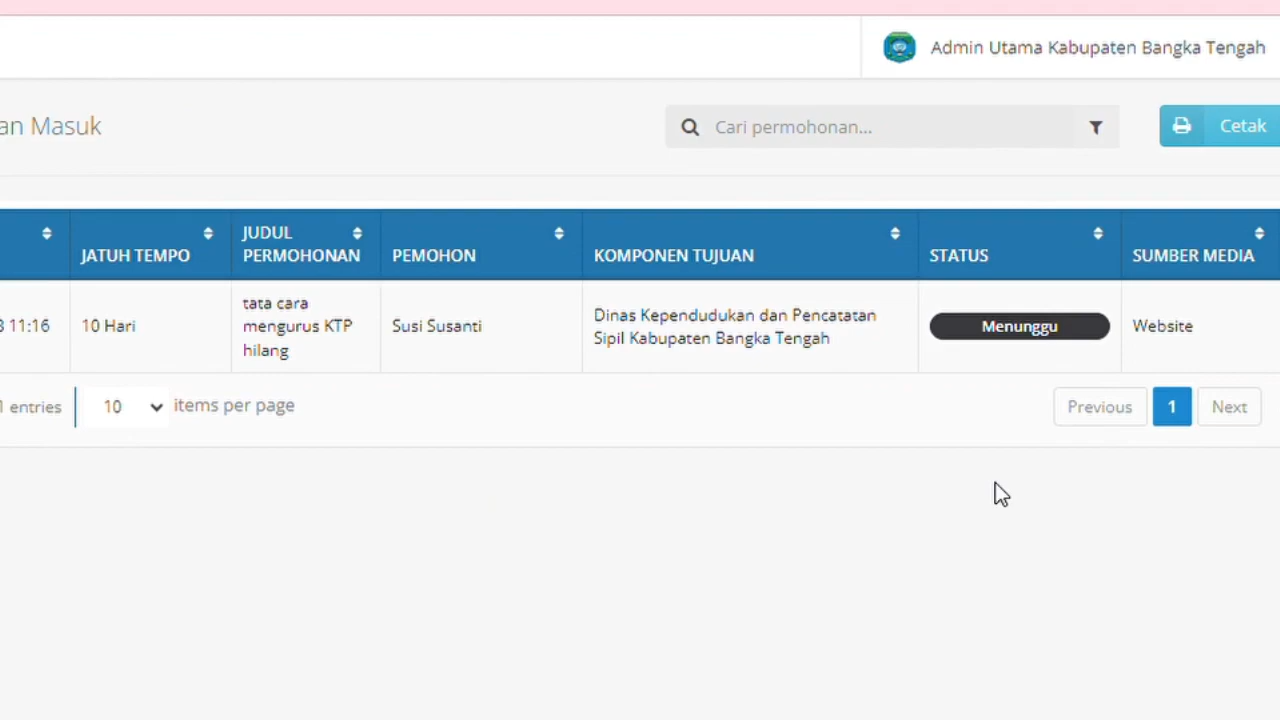 Admin Utama Kabupaten Bangka Tengah
an Masuk
Cari permohonan...
Cetak
JATUH TEMPO
JUDUL
PERMOHONAN
PEMOHON
KOMPONEN TUJUAN
STATUS
SUMBER MEDIA
11:16
10 Hari
tata cara
mengurus KTP
hilang
Susi Susanti
Dinas Kependudukan dan Pencatatan
Sipil Kabupaten Bangka Tengah
Menunggu
Website
1 entries
10
items per page
Previous
1
Next